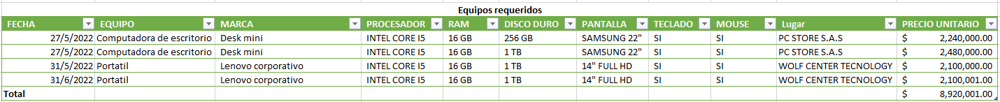 Equipos requeridos
FECHA EQUIPO MARCA PROCESADOR RAM DISCO DURO PANTALLA TECLADO MOUSE Lugar PRECIO UNITARIO
27/5/2022 Computadora de escritorio Desk mini INTEL CORE I5 16 GB 256 GB SAMSUNG 22" SI SI PC STORE S.A.S $ 2,240,000.00
27/5/2022 Computadora de escritorio Desk mini INTEL CORE I5 16 GB 1 TB SAMSUNG 22" SI SI PC STORE S.A.S $ 2,480,000.00
31/5/2022 Portatil Lenovo corporativo INTEL CORE I5 16 GB 1 TB 14" FULL HD SI SI WOLF CENTER TECNOLOGY $ 2,100,000.00
31/6/2022 Portatil Lenovo corporativo INTEL CORE I5 16 GB 1 TB 14" FULL HD SI SI WOLF CENTER TECNOLOGY $ 2,100,001.00
Total $ 8,920,001.00